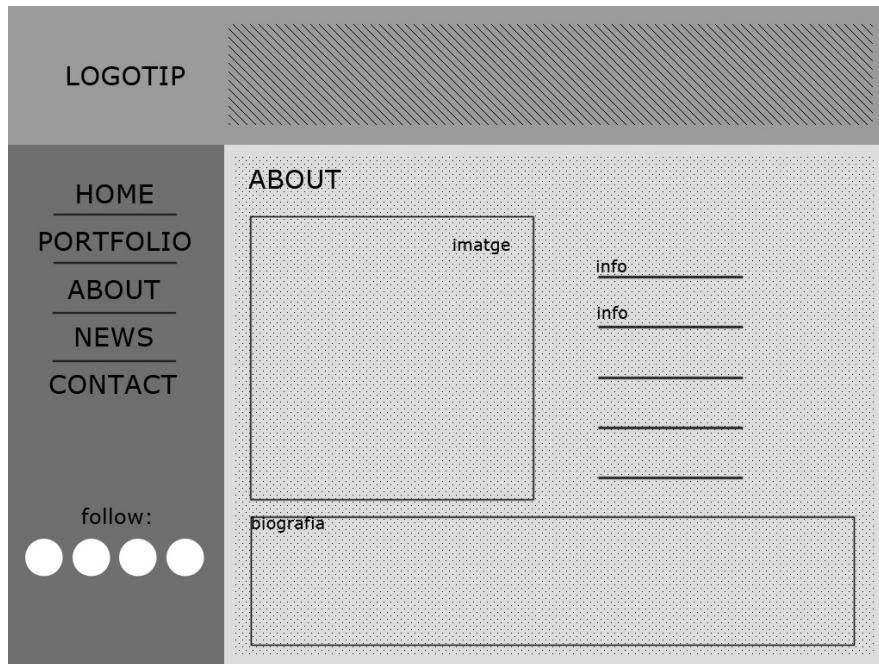 LOGOTIP
HOME
PORTFOLIO
ABOUT
NEWS
CONTACT
follow:
ABOUT
imatge
info
info
biografia